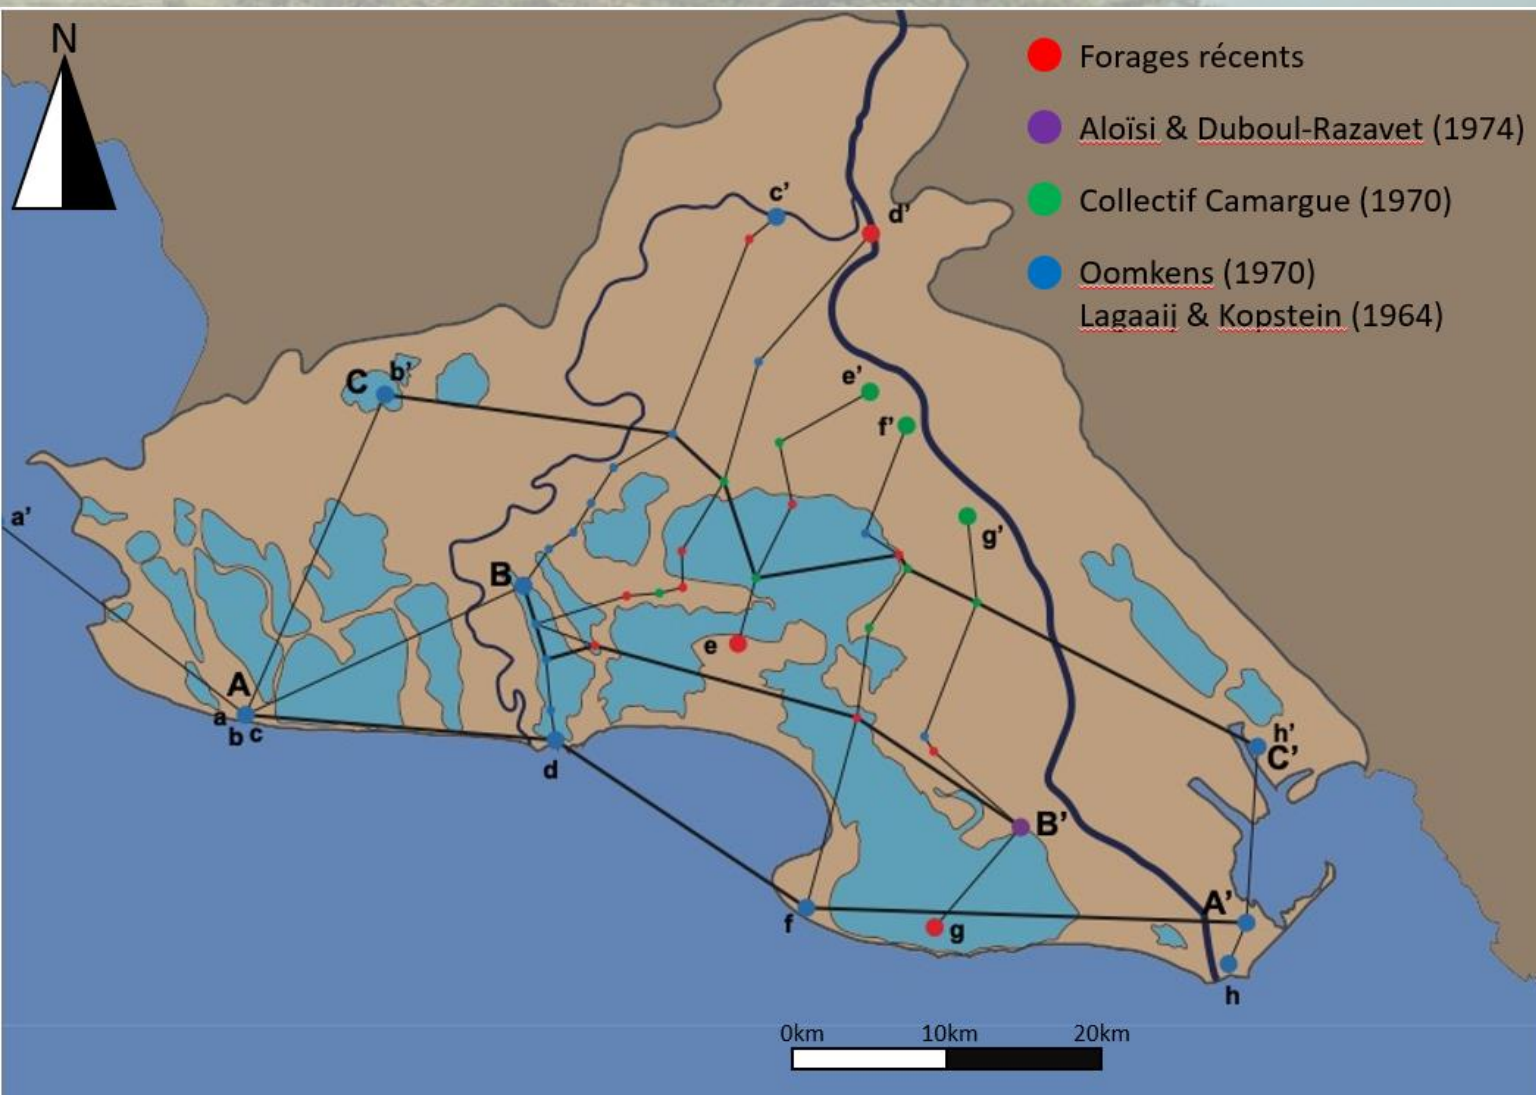 N
Forages récents
Aloïsi & Duboul-Razavet (1974)
Collectif Camargue (1970)
Oomkens (1970)
Lagaaij & Kopstein (1964)
c'
d'
e'
C b'
f'
a'
g'
B
e
A
a
b c
h'
C'
d
B'
A'
f
g
h
0km 10km 20km